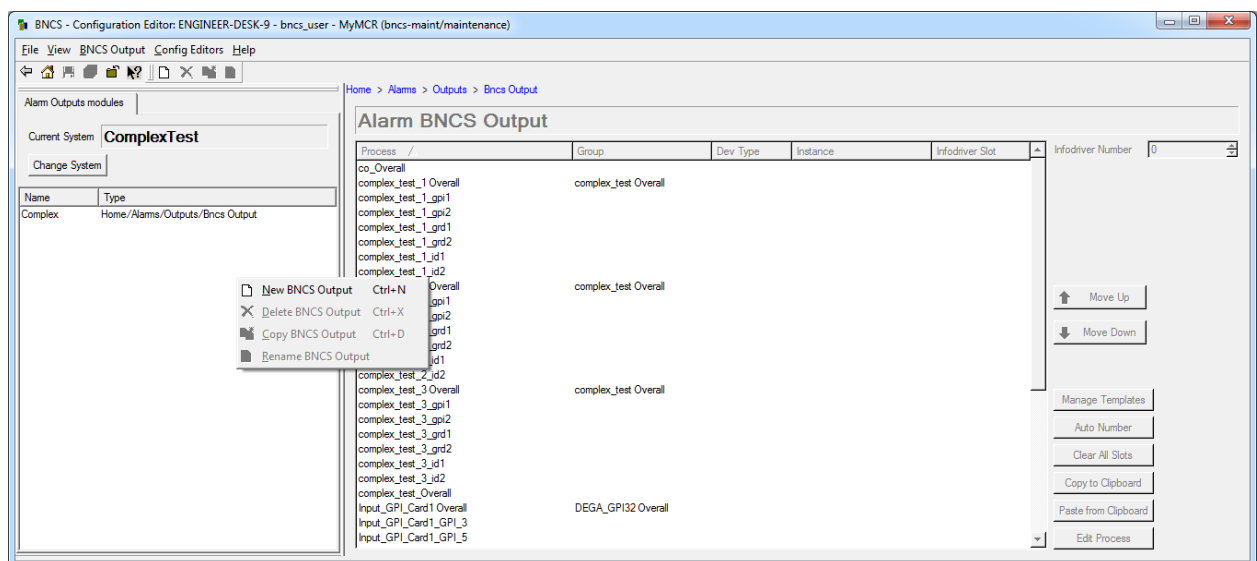 BNCS - Configuration Editor: ENGINEER-DESK-9 - bncs_user - MyMCR (bncs-maint/maintenance)
File View BNCS Output Config Editors Help
Home > Alarms > Outputs > Bncs Output
Alarm Outputs modules
Current System ComplexTest
Change System
Name Type
Complex Home/Alarms/Outputs/Bncs Output
New BNCS Output Ctrl+N
Delete BNCS Output Ctrl+X
Copy BNCS Output Ctrl+D
Rename BNCS Output
Alarm BNCS Output
Process / Group Dev Type Instance Infodriver Slot
co_Overall
complex_test_1 Overall complex_test Overall
complex_test_1_gpi1
complex_test_1_gpi2
complex_test_1_grd1
complex_test_1_grd2
complex_test_1_id1
complex_test_1_id2
Overall complex_test Overall
gpi1
gpi2
grd1
grd2
id1
complex_test_2_id2
complex_test_3 Overall complex_test Overall
complex_test_3_gpi1
complex_test_3_gpi2
complex_test_3_grd1
complex_test_3_grd2
complex_test_3_id1
complex_test_3_id2
complex_test_Overall
Input_GPI_Card1 Overall DEGA_GPI32 Overall
Input_GPI_Card1_GPI_3
Input_GPI_Card1_GPI_5
Infodriver Number 0
Move Up
Move Down
Manage Templates
Auto Number
Clear All Slots
Copy to Clipboard
Paste from Clipboard
Edit Process